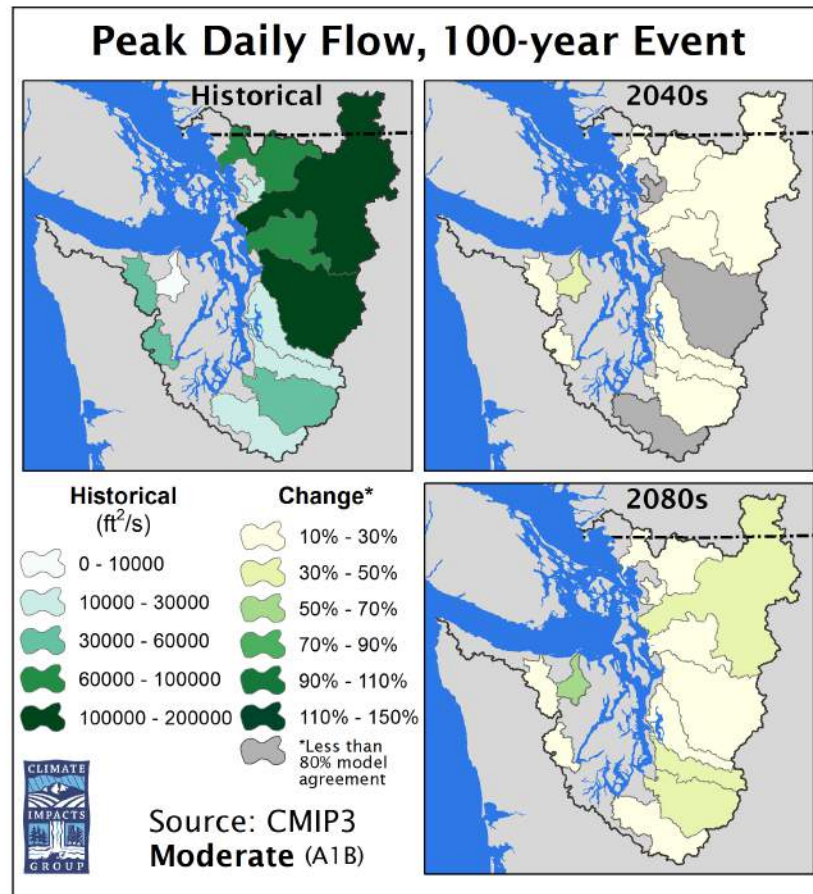 Peak Daily Flow, 100-year Event
Historical
2040s
Historical
(ft²/s)
0 - 10000
10000 - 30000
30000 - 60000
60000 - 100000
100000 - 200000
Change*
10% - 30%
30% - 50%
50% - 70%
70% - 90%
90% - 110%
110% - 150%
*Less than
80% model
agreement
2080s
CLIMATE
IMPACTS
GROUP
Source: CMIP3
Moderate (A1B)